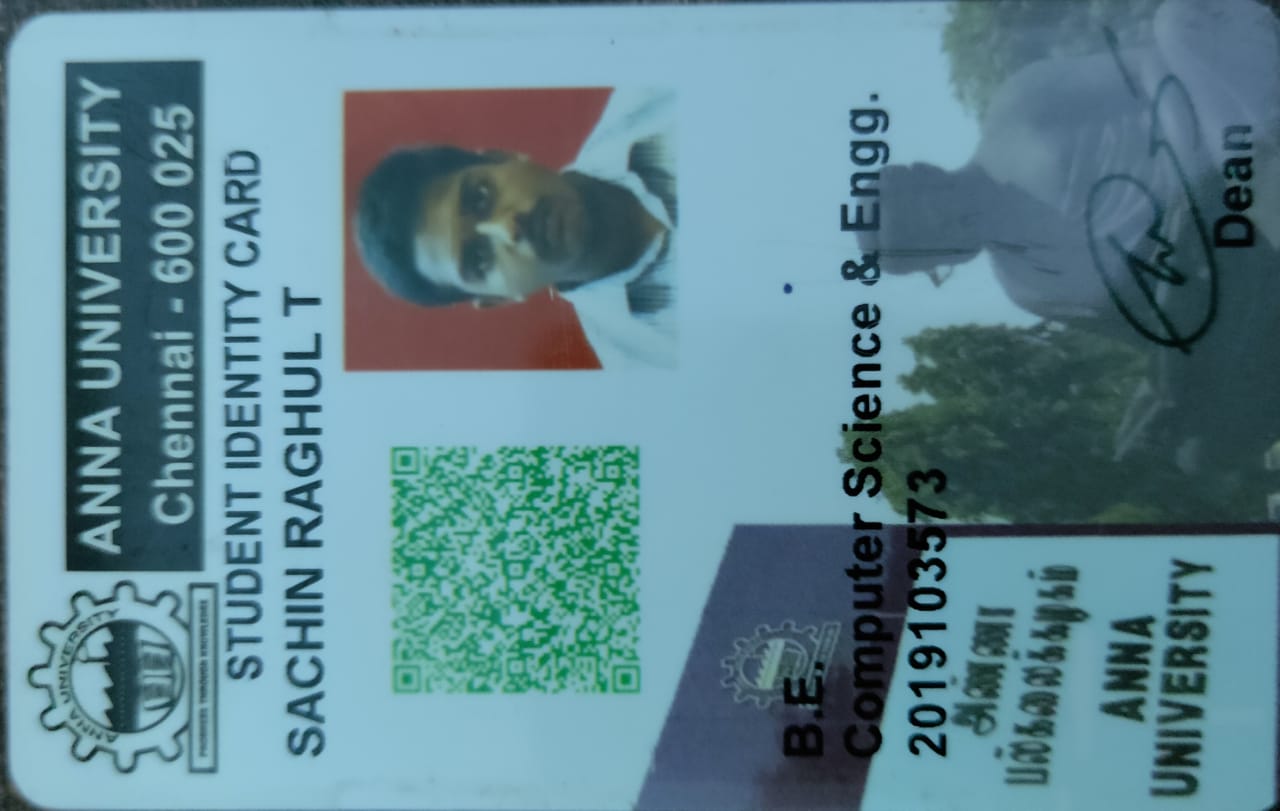 ANNA UNIVERSITY
Chennai - 600 025
ANNA UNIVERSITY
PROGRESS THROUGH KNOWLEDGE
STUDENT IDENTITY CARD
SACHIN RAGHUL T
B.E.
Computer Science & Engg.
2019103573
அண்ணா
பல்கலைக்கழகம்
ANNA
UNIVERSITY
Dean